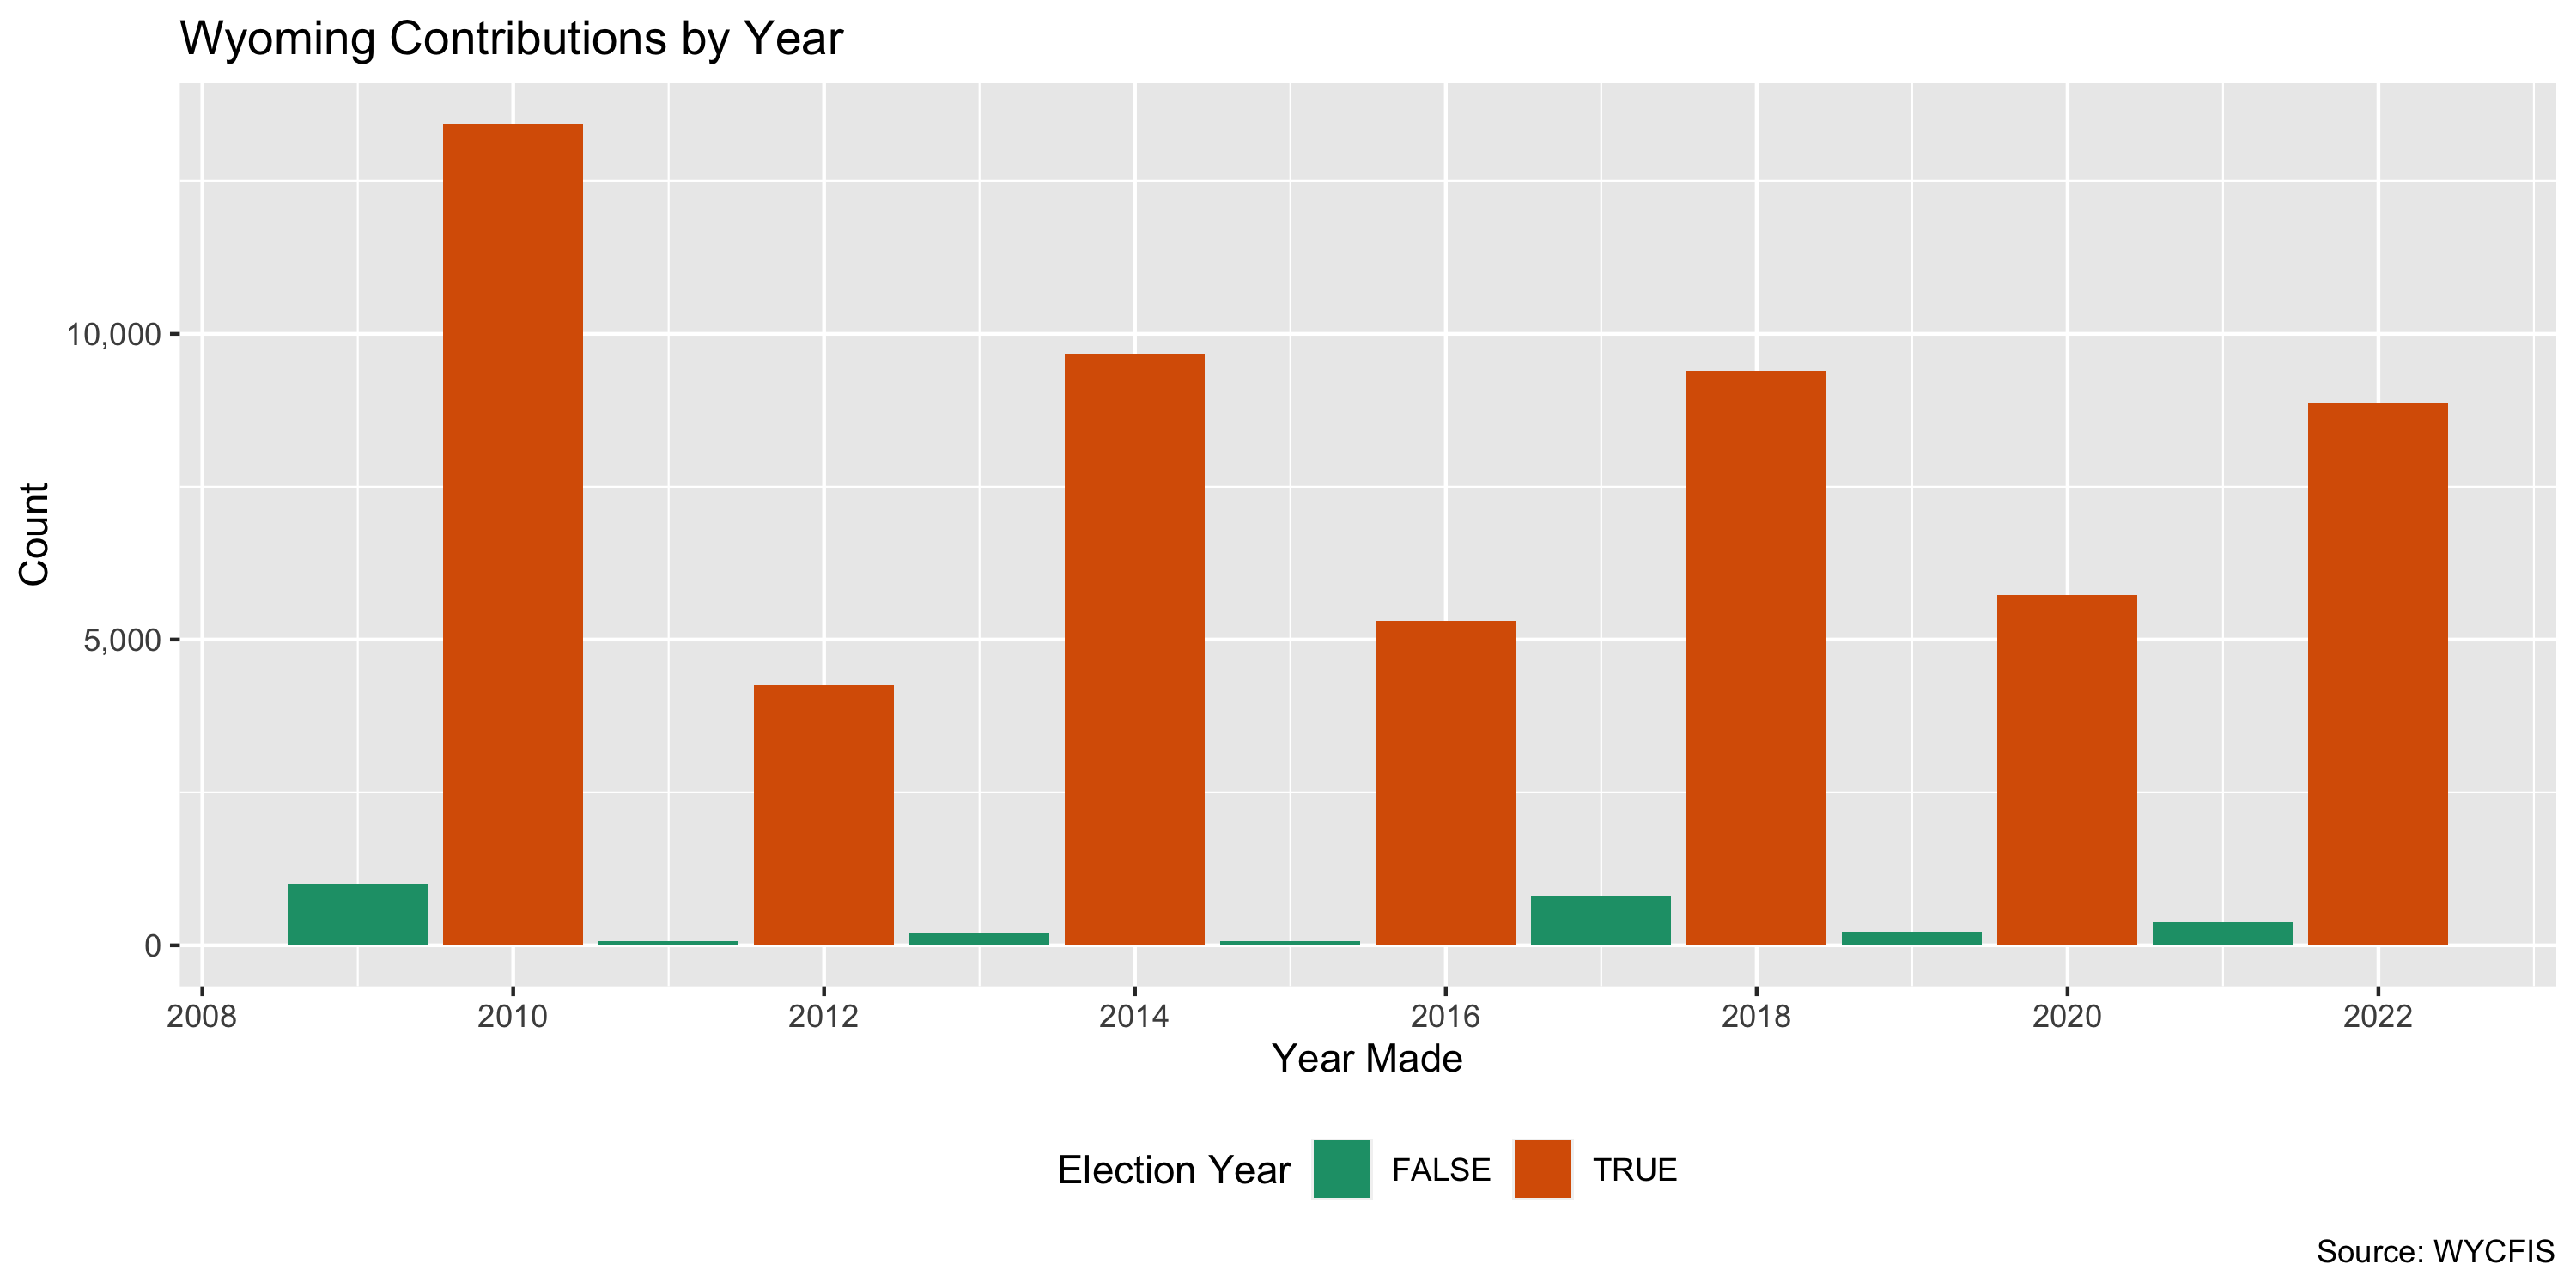 Wyoming Contributions by Year
Count
10,000
5,000
0
2008 2010 2012 2014 2016 2018 2020 2022
Year Made
Election Year FALSE TRUE
Source: WYCFIS